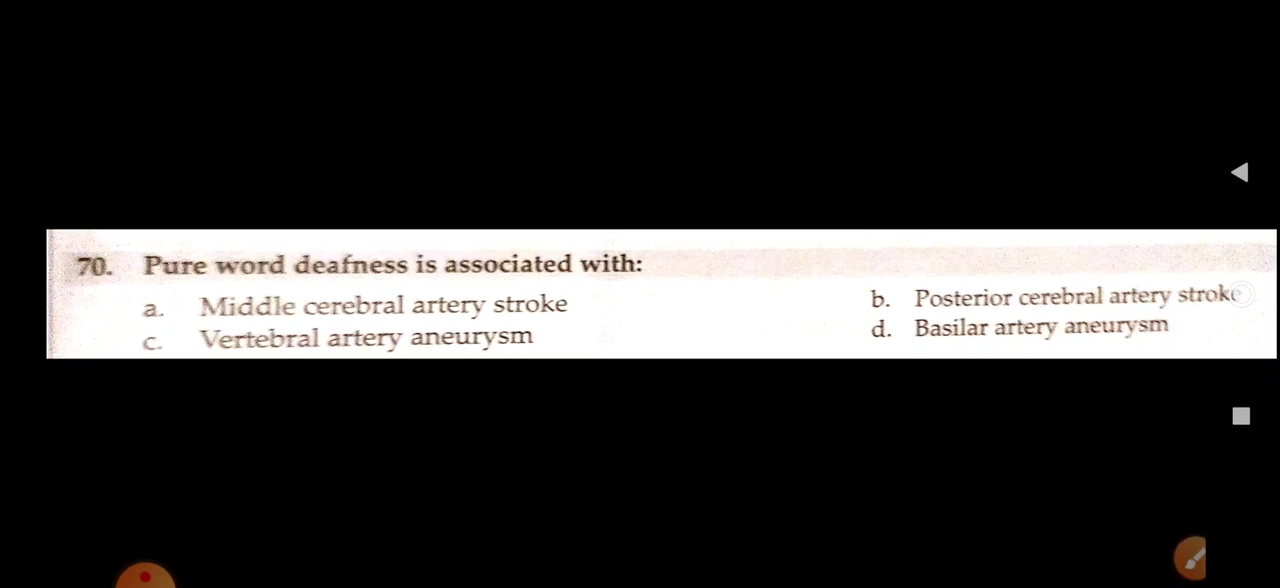 70. Pure word deafness is associated with:
a. Middle cerebral artery stroke
b. Posterior cerebral artery stroke
c. Vertebral artery aneurysm
d. Basilar artery aneurysm